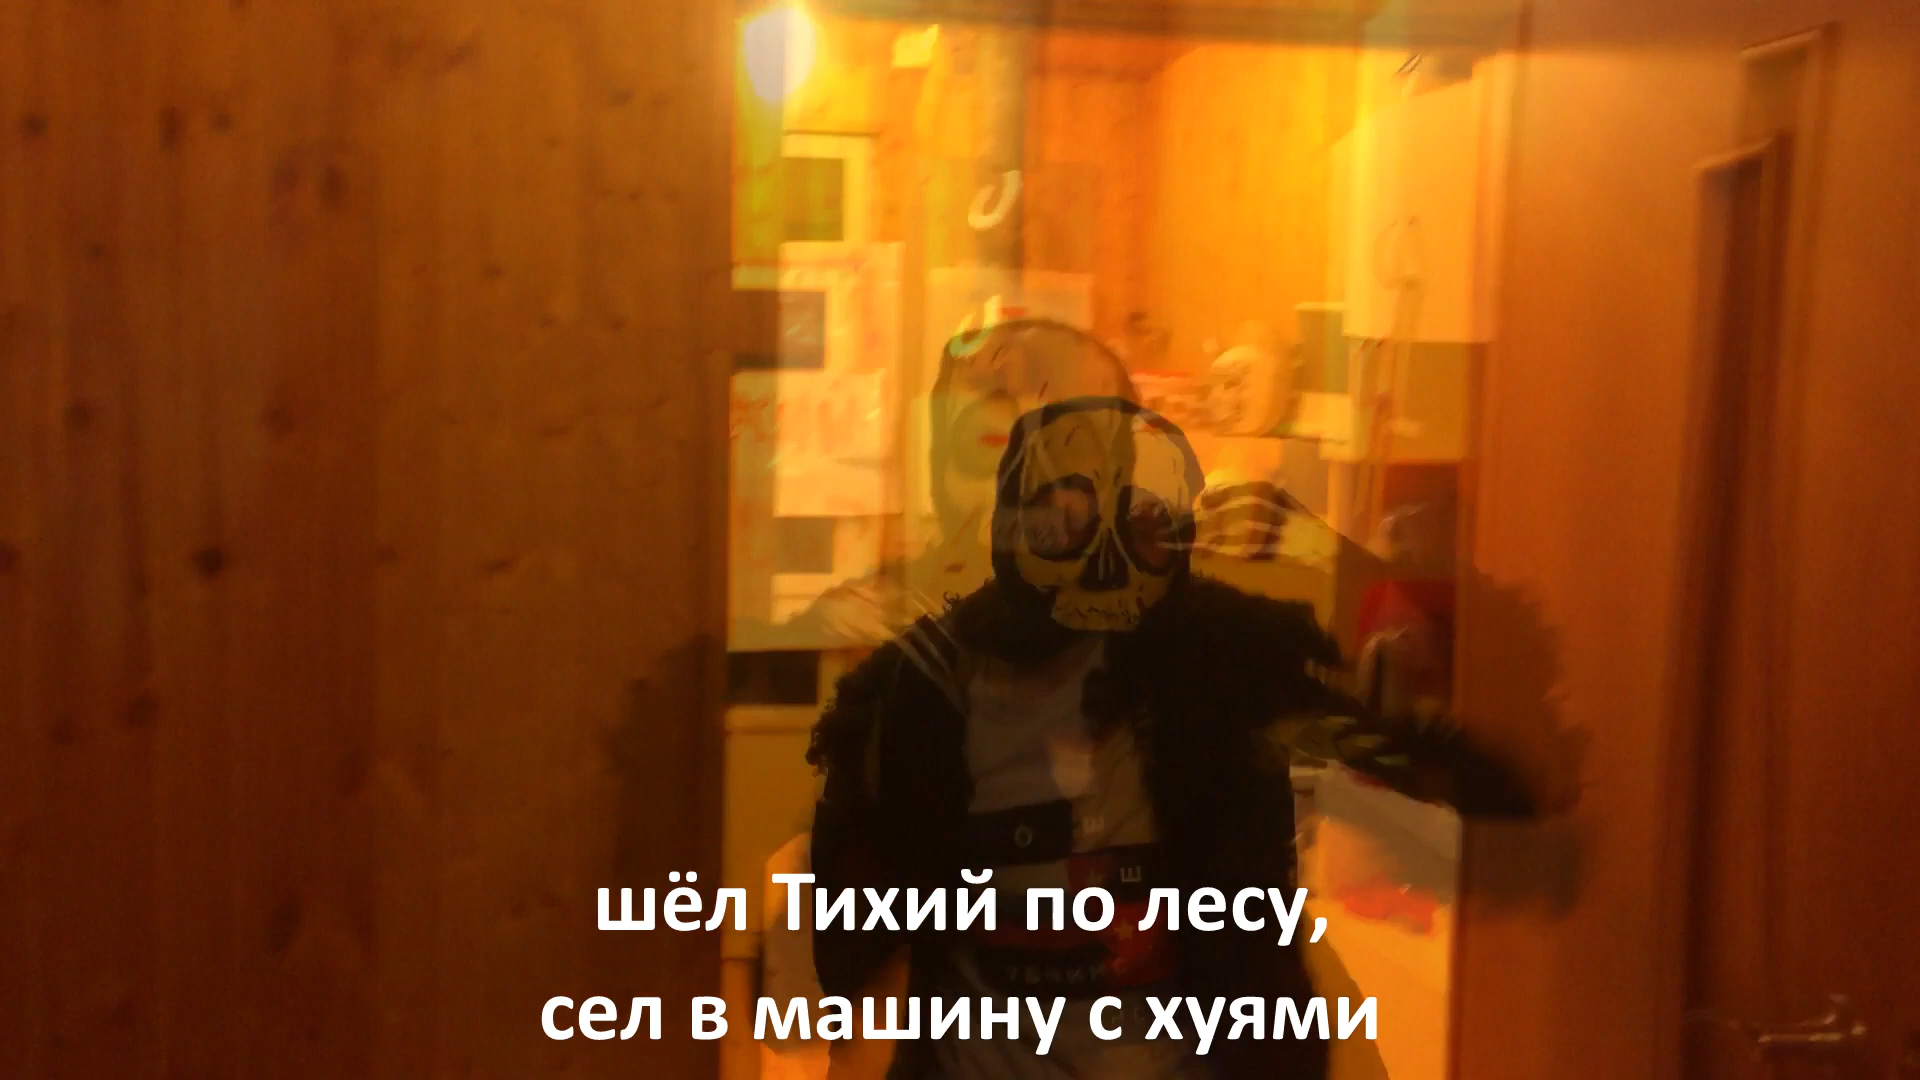 шёл Тихий по лесу,
сел в машину с хуями